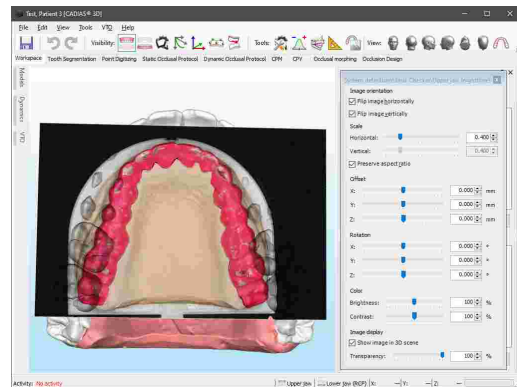 Test, Patient 3 [CADIAS® 3D]
File Edit View Tools VTO Help
Visibility: Tools: View:
Workspace Tooth Segmentation Point Digitizing Static Occlusal Protocol Dynamic Occlusal Protocol CPM CPV Occlusal morphing Occlusion Design
Models
Dynamics
VTO
Image orientation
Flip image horizontally
Flip image vertically
Scale
Horizontal: 0.400
Vertical: 0.400
Preserve aspect ratio
Offset
X: 0.000 mm
Y: 0.000 mm
Z: 0.000 mm
Rotation
X: 0.000 °
Y: 0.000 °
Z: 0.000 °
Color
Brightness: 100 %
Contrast: 100 %
Image display
Show image in 3D scene
Transparency: 100 %
Activity: No activity
Upper jaw Lower jaw (RCP) X: — Y: — Z: —